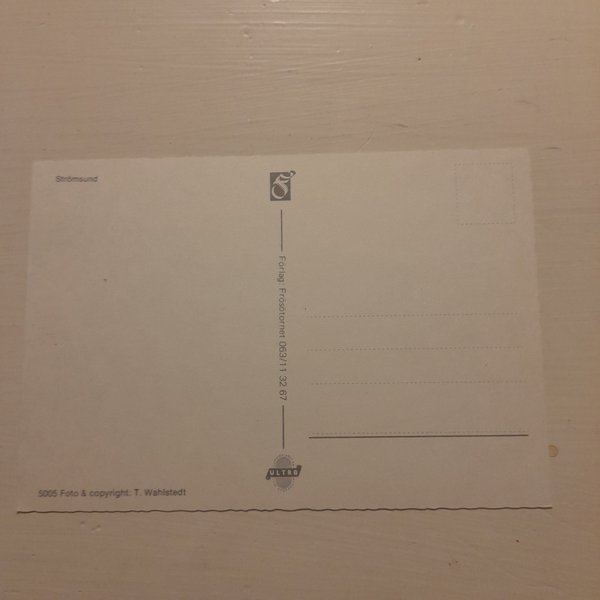 Strömsund
Förlag: Frösötornet 063/11 32 67
ULTRA
5005 Foto & copyright: T. Wahlstedt